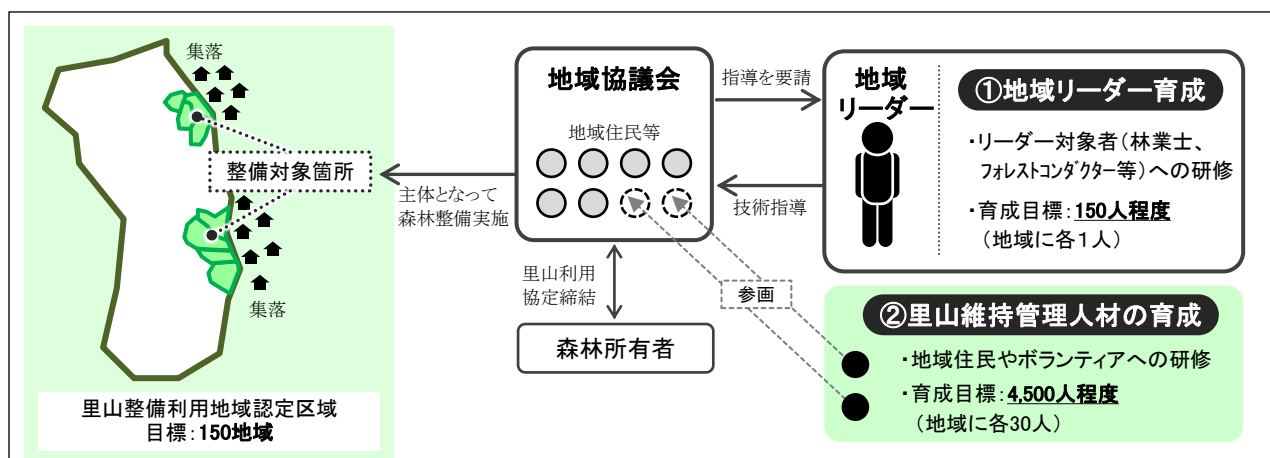 集落
整備対象箇所
集落
里山整備利用地域認定区域
目標：150地域
主体となって
森林整備実施
地域協議会
地域住民等
里山利用
協定締結
森林所有者
指導を要請
技術指導
参画
地域
リーダー
①地域リーダー育成
・リーダー対象者（林業士、
フォレストコンダクター等）への研修
・育成目標：150人程度
（地域に各１人）
②里山維持管理人材の育成
・地域住民やボランティアへの研修
・育成目標：4,500人程度
（地域に各30人）